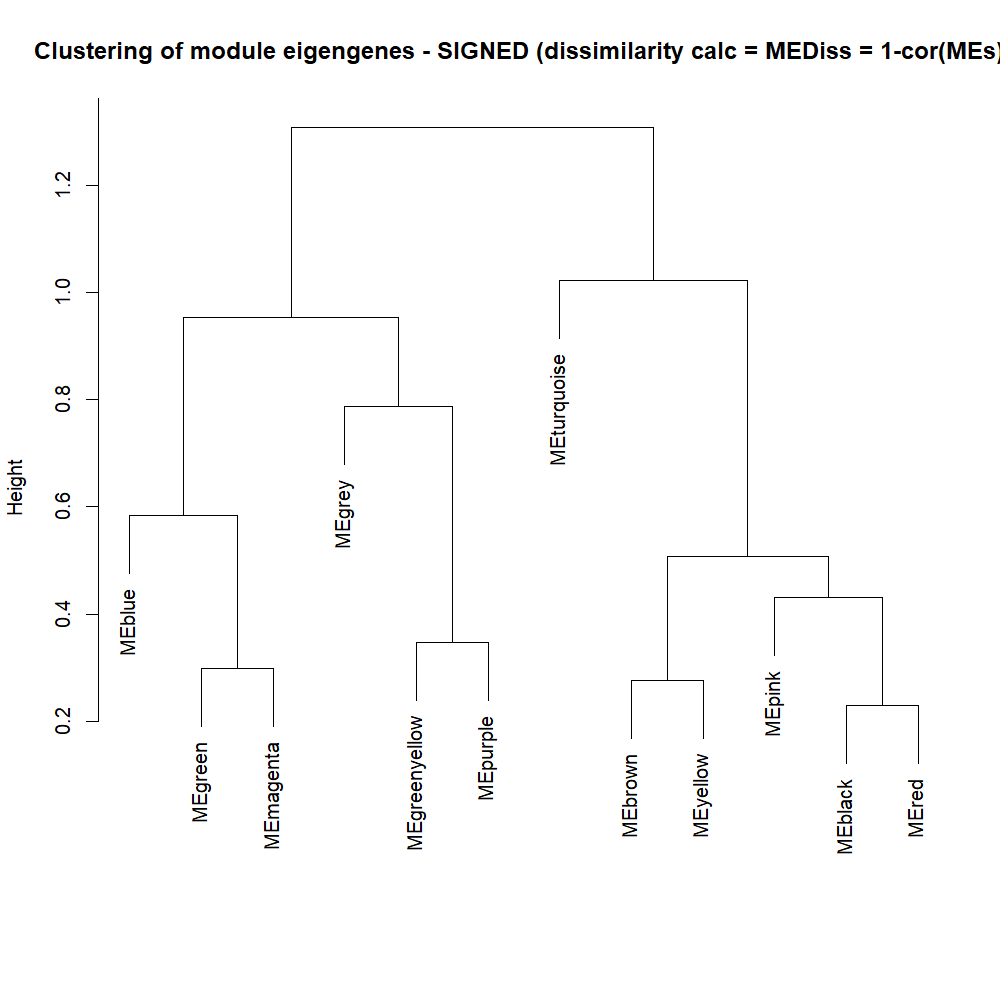 Clustering of module eigengenes - SIGNED (dissimilarity calc = MEDiss = 1-cor(MEs)
Height
1.2
1.0
0.8
0.6
0.4
0.2
MEblue
MEgreen
MEmagenta
MEgrey
MEgreenyellow
MEpurple
MEturquoise
MEbrown
MEyellow
MEpink
MEblack
MEred